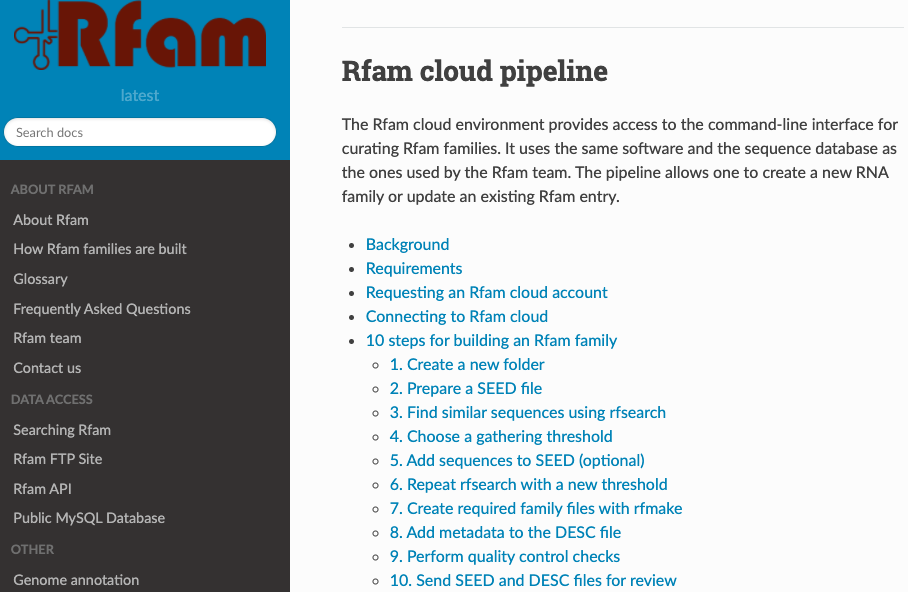 Rfam
latest
Search docs
ABOUT RFAM
About Rfam
How Rfam families are built
Glossary
Frequently Asked Questions
Rfam team
Contact us
DATA ACCESS
Searching Rfam
Rfam FTP Site
Rfam API
Public MySQL Database
OTHER
Genome annotation
Rfam cloud pipeline
The Rfam cloud environment provides access to the command-line interface for
curating Rfam families. It uses the same software and the sequence database as
the ones used by the Rfam team. The pipeline allows one to create a new RNA
family or update an existing Rfam entry.
• Background
• Requirements
• Requesting an Rfam cloud account
• Connecting to Rfam cloud
• 10 steps for building an Rfam family
◦ 1. Create a new folder
◦ 2. Prepare a SEED file
◦ 3. Find similar sequences using rfsearch
◦ 4. Choose a gathering threshold
◦ 5. Add sequences to SEED (optional)
◦ 6. Repeat rfsearch with a new threshold
◦ 7. Create required family files with rfmake
◦ 8. Add metadata to the DESC file
◦ 9. Perform quality control checks
◦ 10. Send SEED and DESC files for review